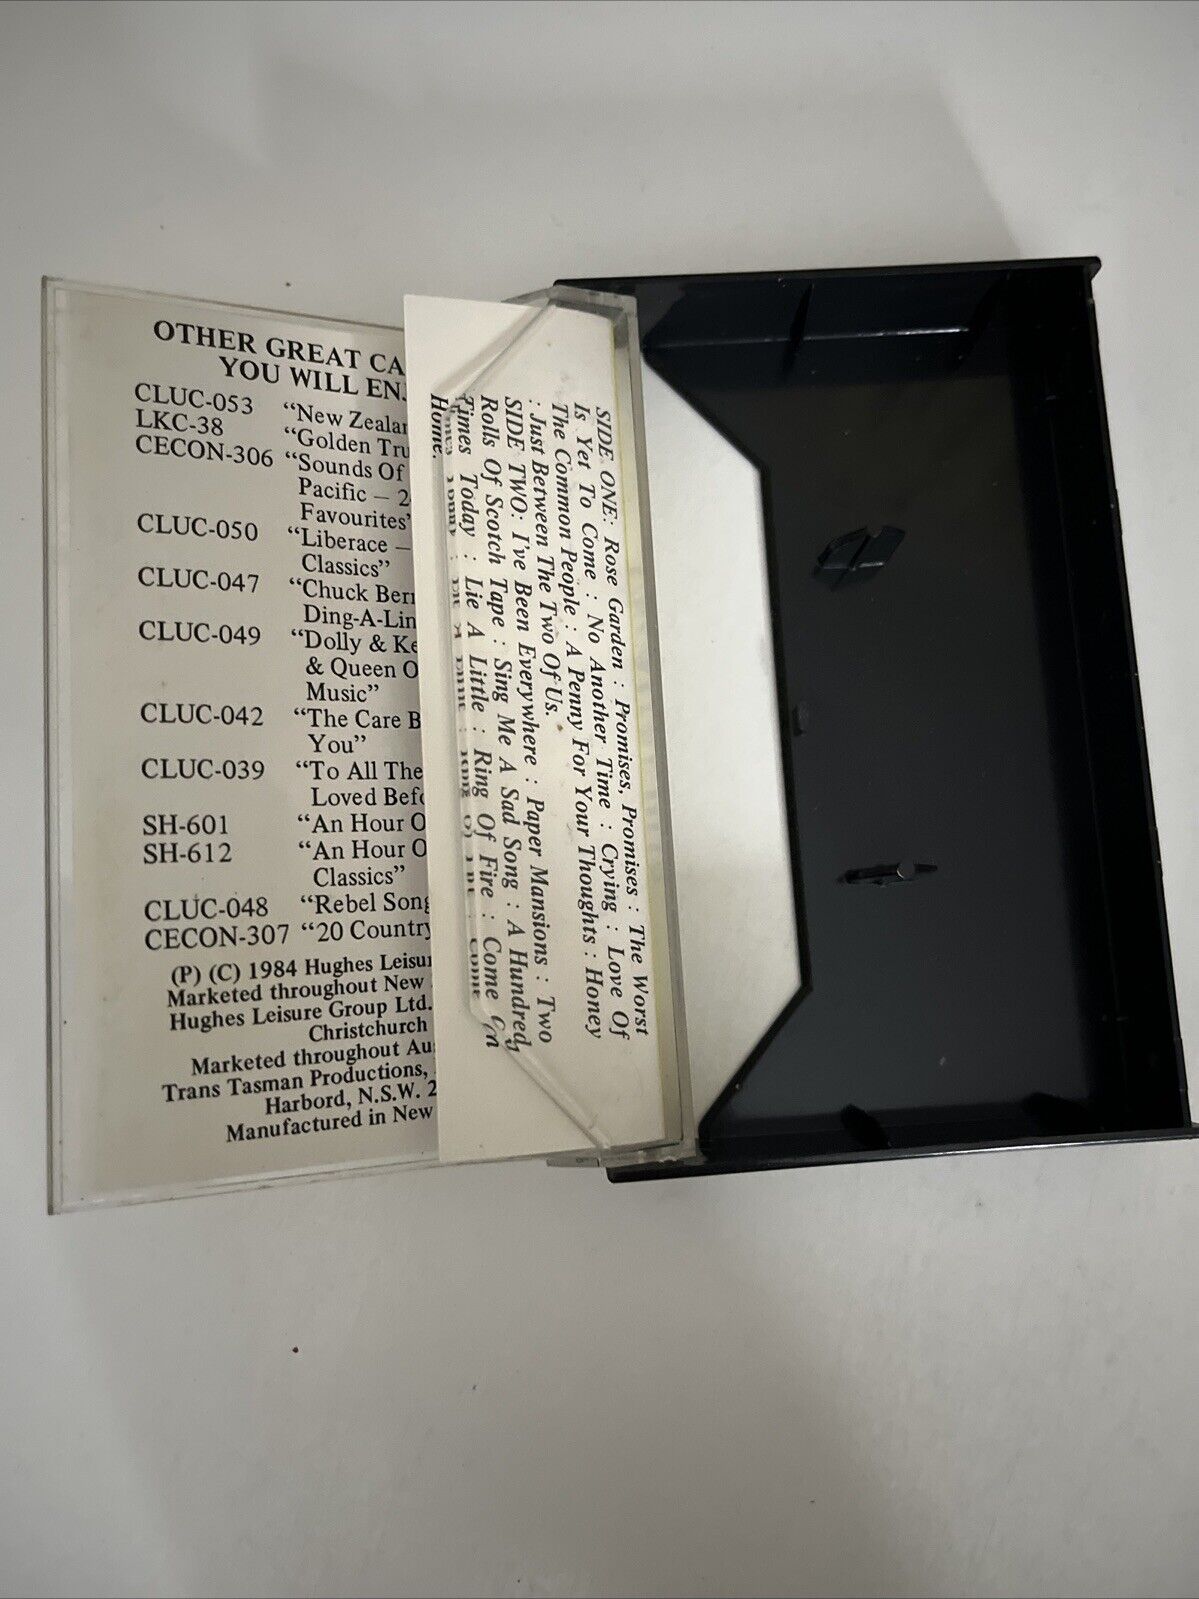 OTHER GREAT CA
YOU WILL EN
CLUC-053 "New Zealan
LKC-38 "Golden Tru
CECON-306 "Sounds Of
Pacific – 2
Favourites"
CLUC-050 "Liberace –
Classics"
CLUC-047 "Chuck Berr
Ding-A-Lin
CLUC-049 "Dolly & Ke
& Queen O
Music"
CLUC-042 "The Care B
You"
CLUC-039 "To All The
Loved Befo
SH-601 "An Hour O
SH-612 "An Hour O
Classics"
CLUC-048 "Rebel Song
CECON-307 "20 Country
(P) (C) 1984 Hughes Leisu
Marketed throughout New
Hughes Leisure Group Ltd.
Christchurch
Marketed throughout Au
Trans Tasman Productions,
Harbord, N.S.W. 2
Manufactured in New
SIDE ONE: Rose Garden : Promises, Promises : The Worst
Is Yet To Come : No Another Time : Crying : Love Of
The Common People : A Penny For Your Thoughts : Honey
: Just Between The Two Of Us.
SIDE TWO: I've Been Everywhere : Paper Mansions : Two
Rolls Of Scotch Tape : Sing Me A Sad Song : A Hundred
Times Today : Lie A Little : Ring Of Fire : Come On
Home.